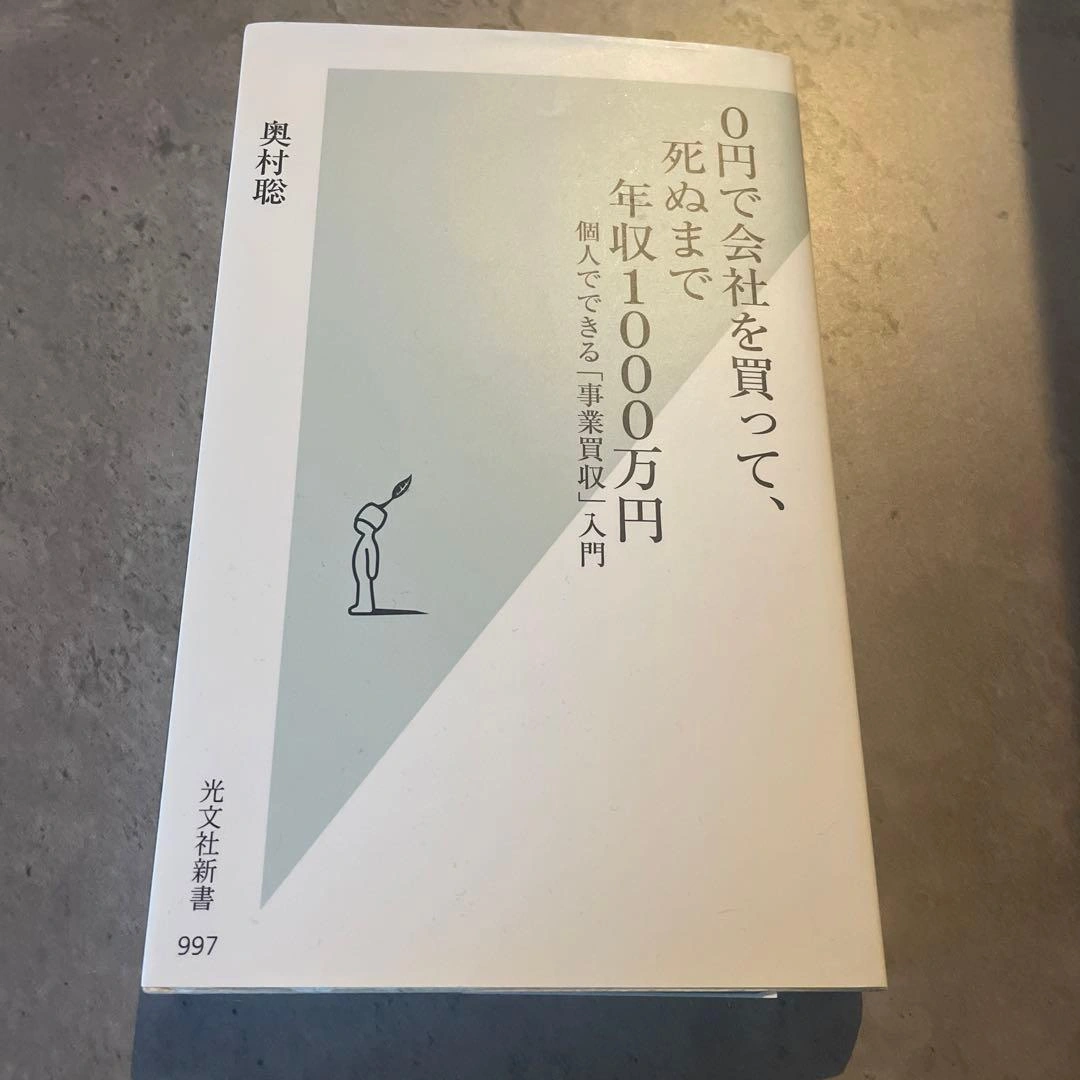 0円で会社を買って、
死ぬまで
年収1000万円
個人でできる「事業買収」入門
奥村聡
光文社新書
997